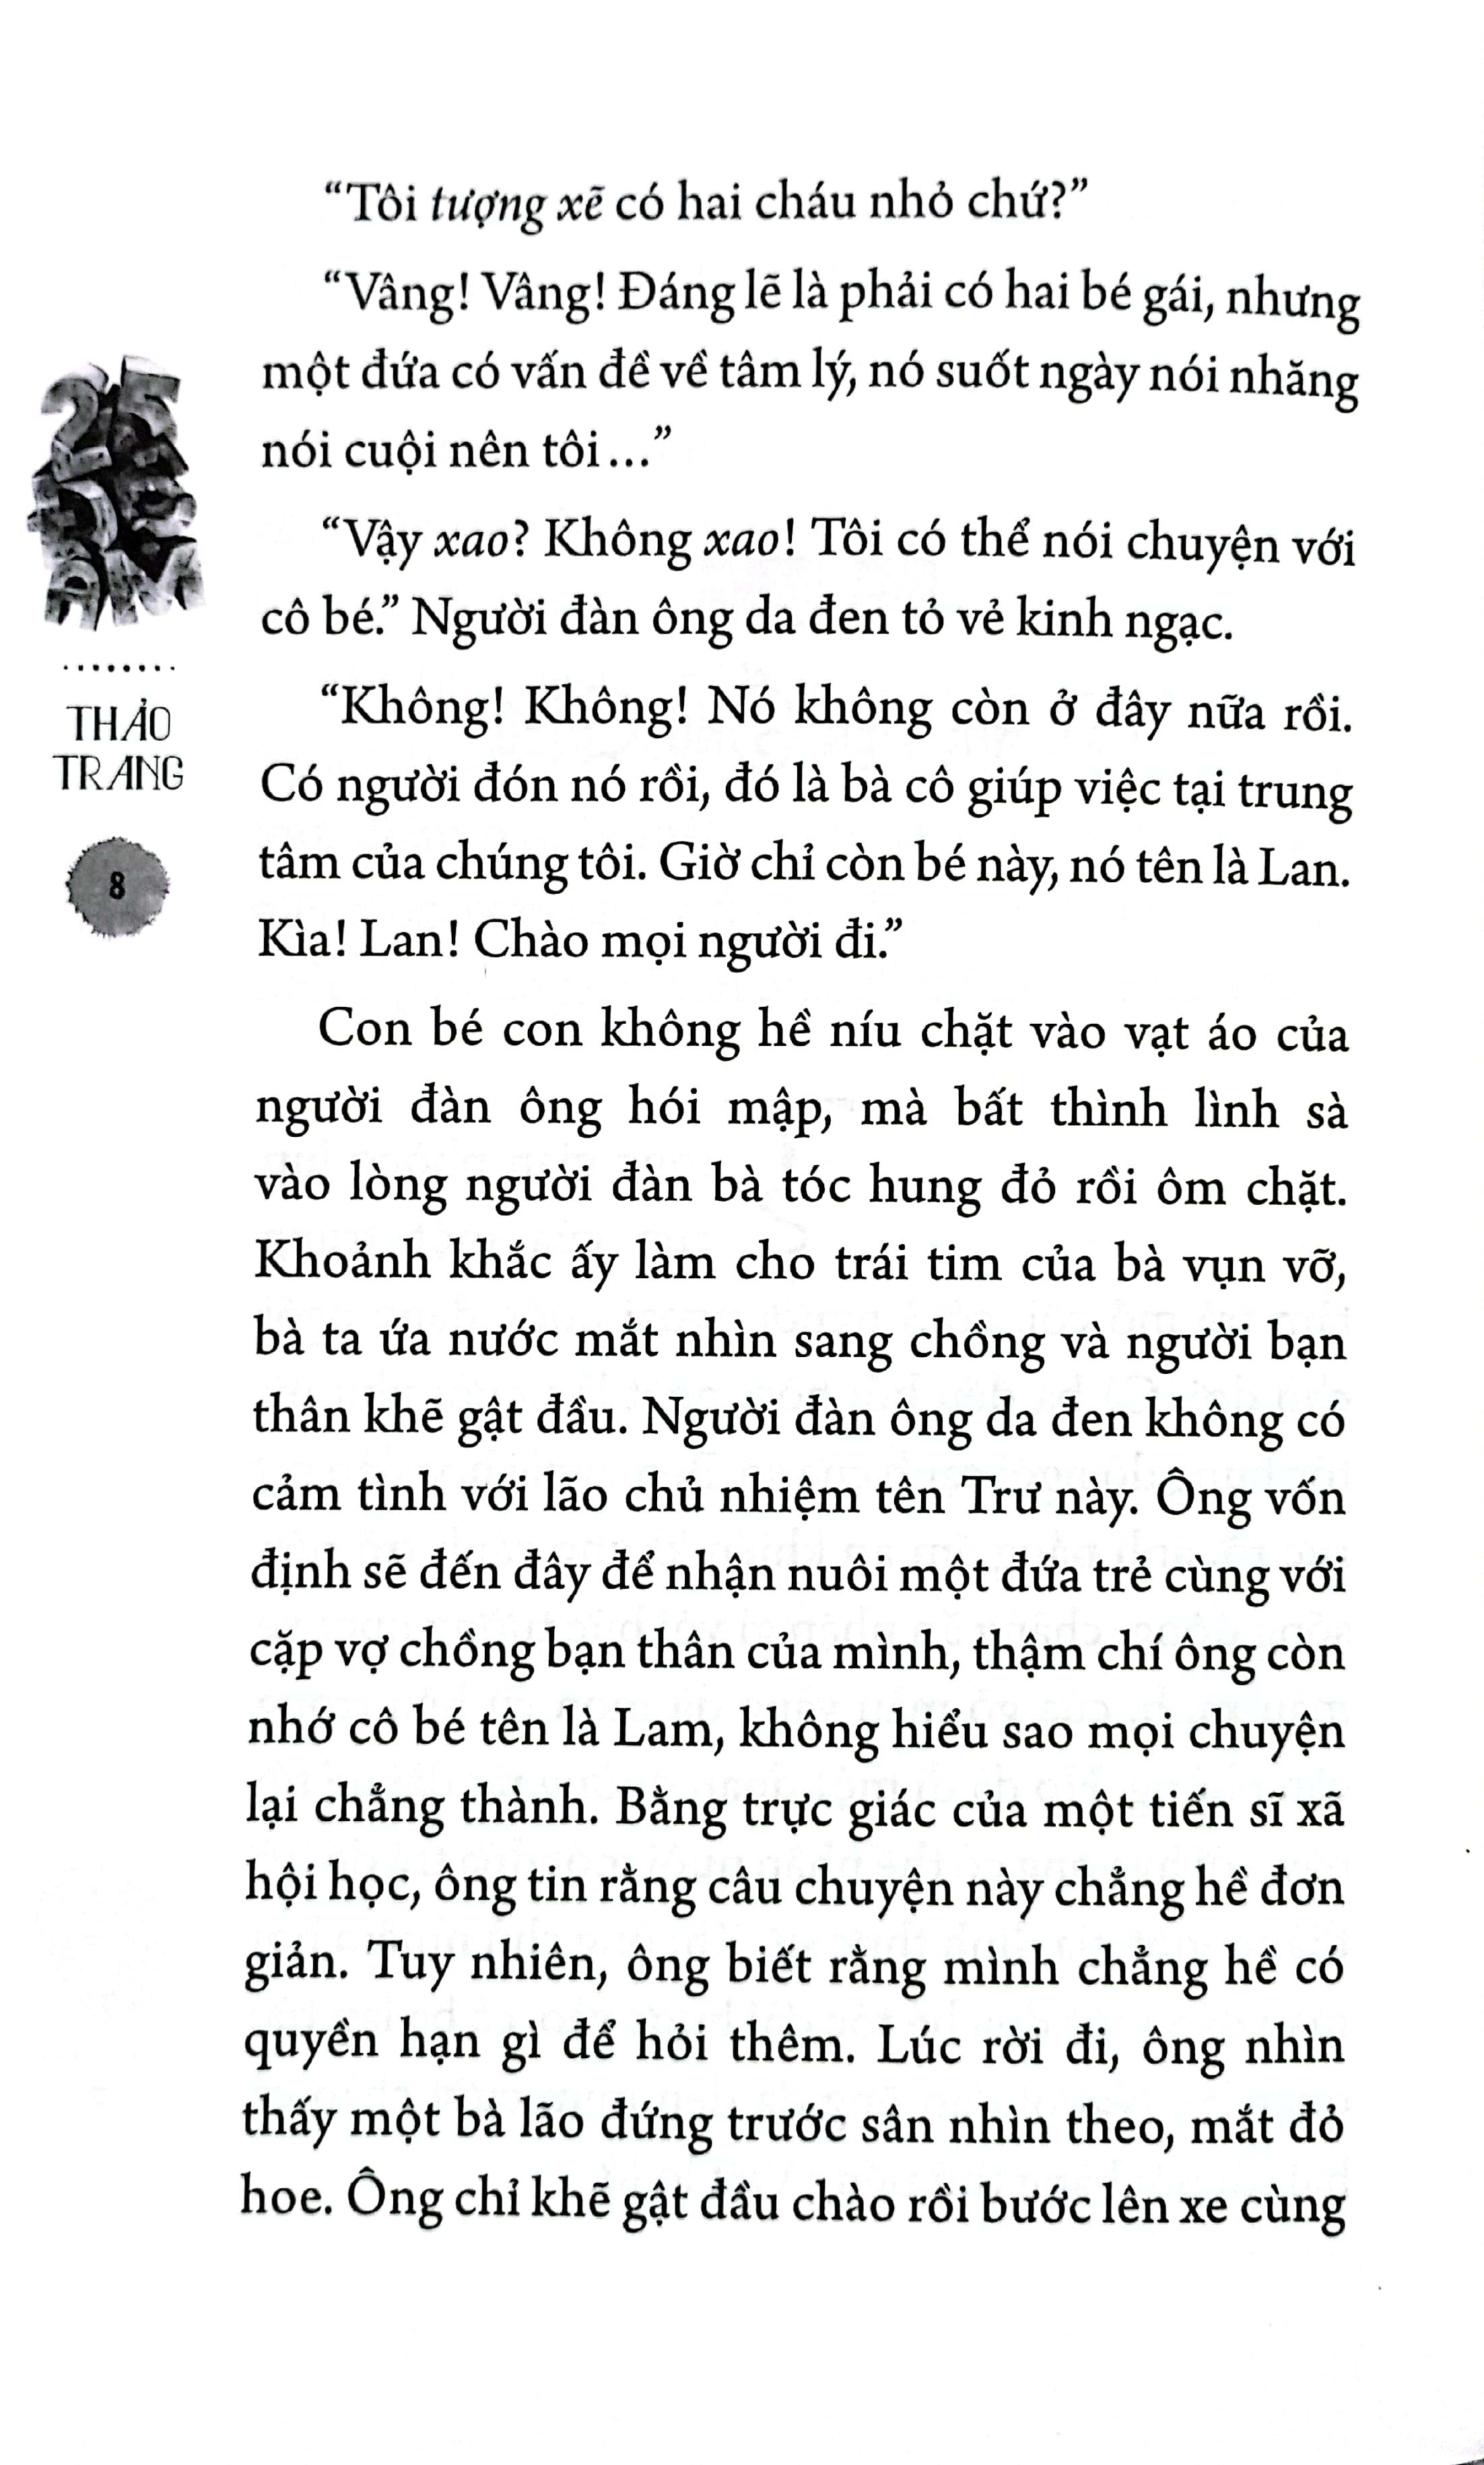 “Tôi tượng xẽ có hai cháu nhỏ chứ?”
“Vâng! Vâng! Đáng lẽ là phải có hai bé gái, nhưng
một đứa có vấn đề về tâm lý, nó suốt ngày nói nhăng
nói cuội nên tôi...”
“Vậy xao? Không xao! Tôi có thể nói chuyện với
cô bé.” Người đàn ông da đen tỏ vẻ kinh ngạc.
“Không! Không! Nó không còn ở đây nữa rồi.
Có người đón nó rồi, đó là bà cô giúp việc tại trung
tâm của chúng tôi. Giờ chỉ còn bé này, nó tên là Lan.
Kìa! Lan! Chào mọi người đi.”
Con bé con không hề níu chặt vào vạt áo của
người đàn ông hói mập, mà bất thình lình sà
vào lòng người đàn bà tóc hung đỏ rồi ôm chặt.
Khoảnh khắc ấy làm cho trái tim của bà vụn vỡ,
bà ta ứa nước mắt nhìn sang chồng và người bạn
thân khẽ gật đầu. Người đàn ông da đen không có
cảm tình với lão chủ nhiệm tên Trư này. Ông vốn
định sẽ đến đây để nhận nuôi một đứa trẻ cùng với
cặp vợ chồng bạn thân của mình, thậm chí ông còn
nhớ cô bé tên là Lam, không hiểu sao mọi chuyện
lại chẳng thành. Bằng trực giác của một tiến sĩ xã
hội học, ông tin rằng câu chuyện này chẳng hề đơn
giản. Tuy nhiên, ông biết rằng mình chẳng hề có
quyền hạn gì để hỏi thêm. Lúc rời đi, ông nhìn
thấy một bà lão đứng trước sân nhìn theo, mắt đỏ
hoe. Ông chỉ khẽ gật đầu chào rồi bước lên xe cùng
25
........
THẢO
TRANG
8